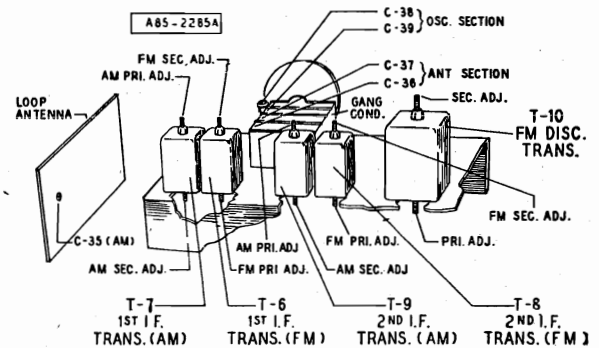 A85-2285A
C-38
C-39
OSC. SECTION
C-37
C-36
ANT SECTION
FM SEC. ADJ.
AM PRI. ADJ.
LOOP
ANTENNA
GANG
COND.
SEC. ADJ.
T-10
FM DISC.
TRANS.
FM SEC. ADJ.
C-35 (AM)
AM PRI. ADJ
FM PRI. ADJ.
PRI. ADJ.
AM SEC. ADJ.
FM PRI ADJ.
AM SEC. ADJ
T-7
1ST I.F.
TRANS. (AM)
T-6
1ST I.F.
TRANS. (FM)
T-9
2ND I.F.
TRANS. (AM)
T-8
2ND I.F.
TRANS. (FM)